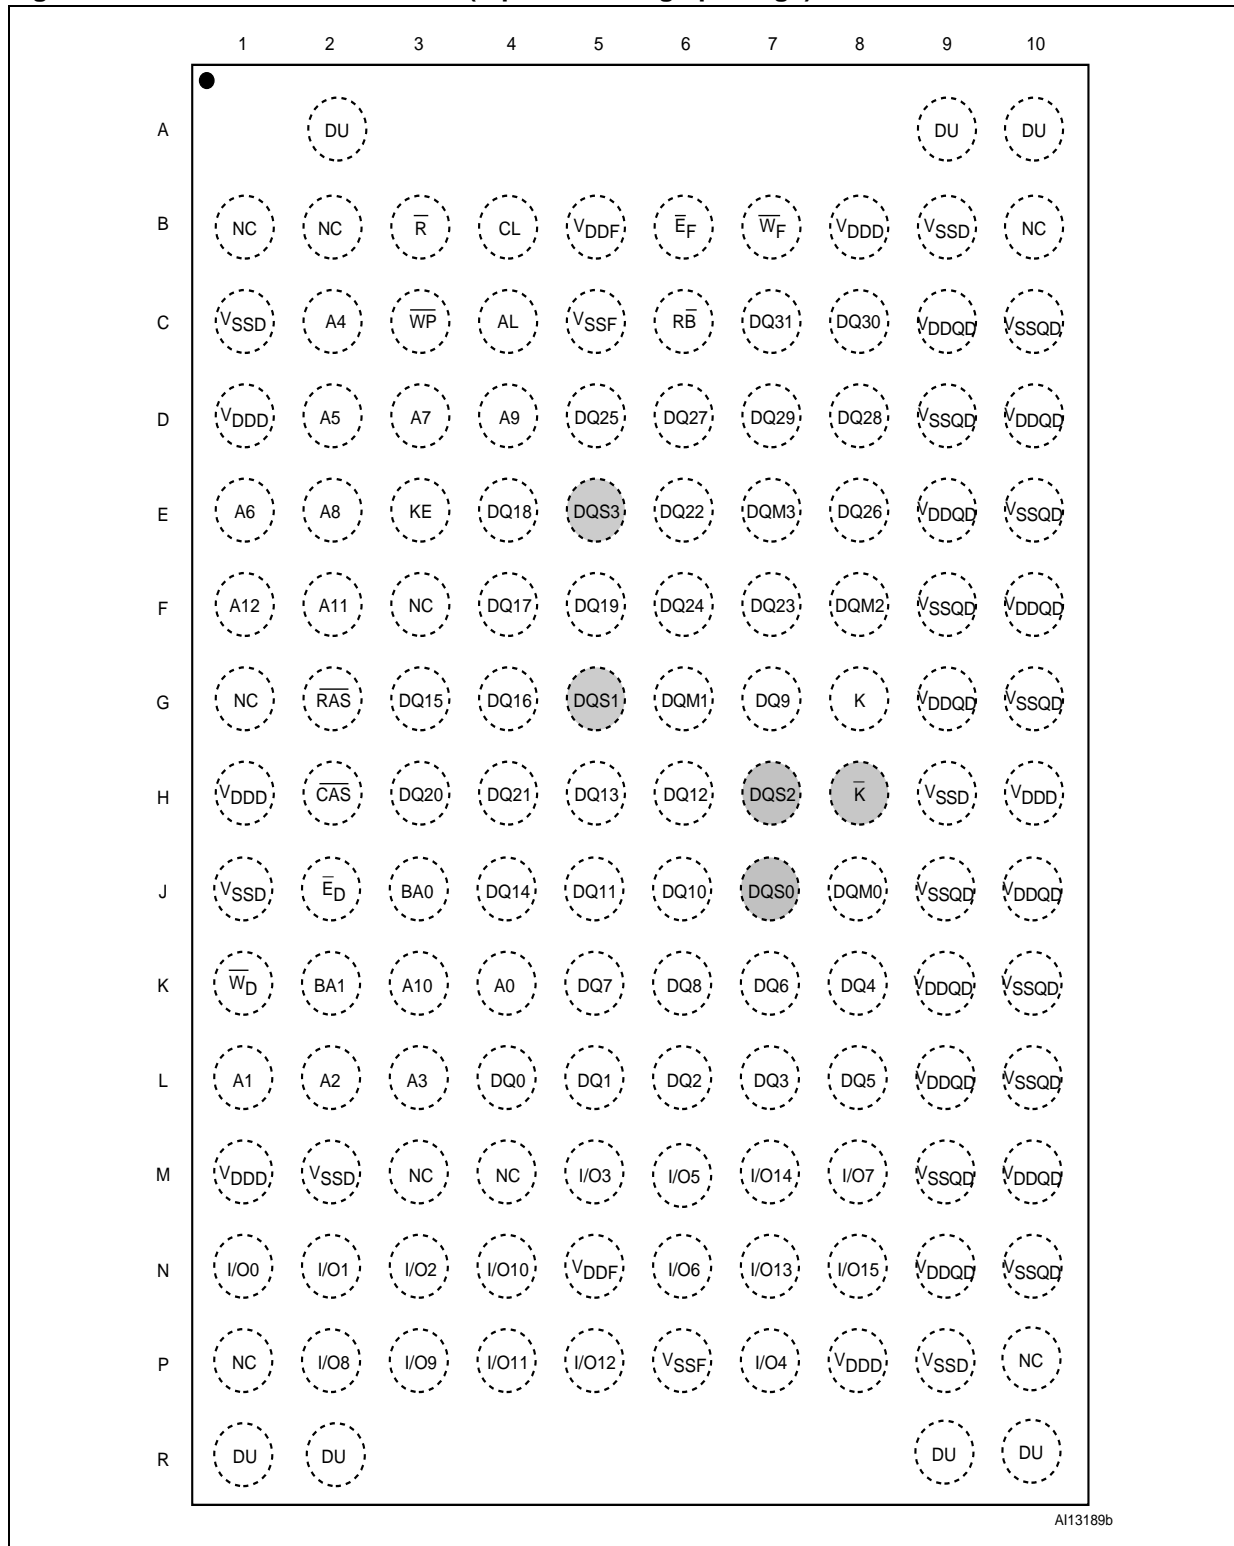 1 2 3 4 5 6 7 8 9 10
A DU DU DU
B NC NC R̅ CL VDDF E̅F W̅F VDDD VSSD NC
C VSSD A4 W̅P̅ AL VSSF RB̅ DQ31 DQ30 VDDQD VSSQD
D VDDD A5 A7 A9 DQ25 DQ27 DQ29 DQ28 VSSQD VDDQD
E A6 A8 KE DQ18 DQS3 DQ22 DQM3 DQ26 VDDQD VSSQD
F A12 A11 NC DQ17 DQ19 DQ24 DQ23 DQM2 VSSQD VDDQD
G NC R̅A̅S̅ DQ15 DQ16 DQS1 DQM1 DQ9 K VDDQD VSSQD
H VDDD C̅A̅S̅ DQ20 DQ21 DQ13 DQ12 DQS2 K̅ VSSD VDDD
J VSSD E̅D BA0 DQ14 DQ11 DQ10 DQS0 DQM0 VSSQD VDDQD
K W̅D BA1 A10 A0 DQ7 DQ8 DQ6 DQ4 VDDQD VSSQD
L A1 A2 A3 DQ0 DQ1 DQ2 DQ3 DQ5 VDDQD VSSQD
M VDDD VSSD NC NC I/O3 I/O5 I/O14 I/O7 VSSQD VDDQD
N I/O0 I/O1 I/O2 I/O10 VDDF I/O6 I/O13 I/O15 VDDQD VSSQD
P NC I/O8 I/O9 I/O11 I/O12 VSSF I/O4 VDDD VSSD NC
R DU DU DU DU
AI13189b